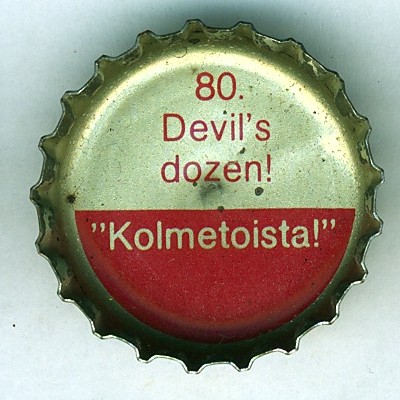 80.
Devil's
dozen!
”Kolmetoista!”